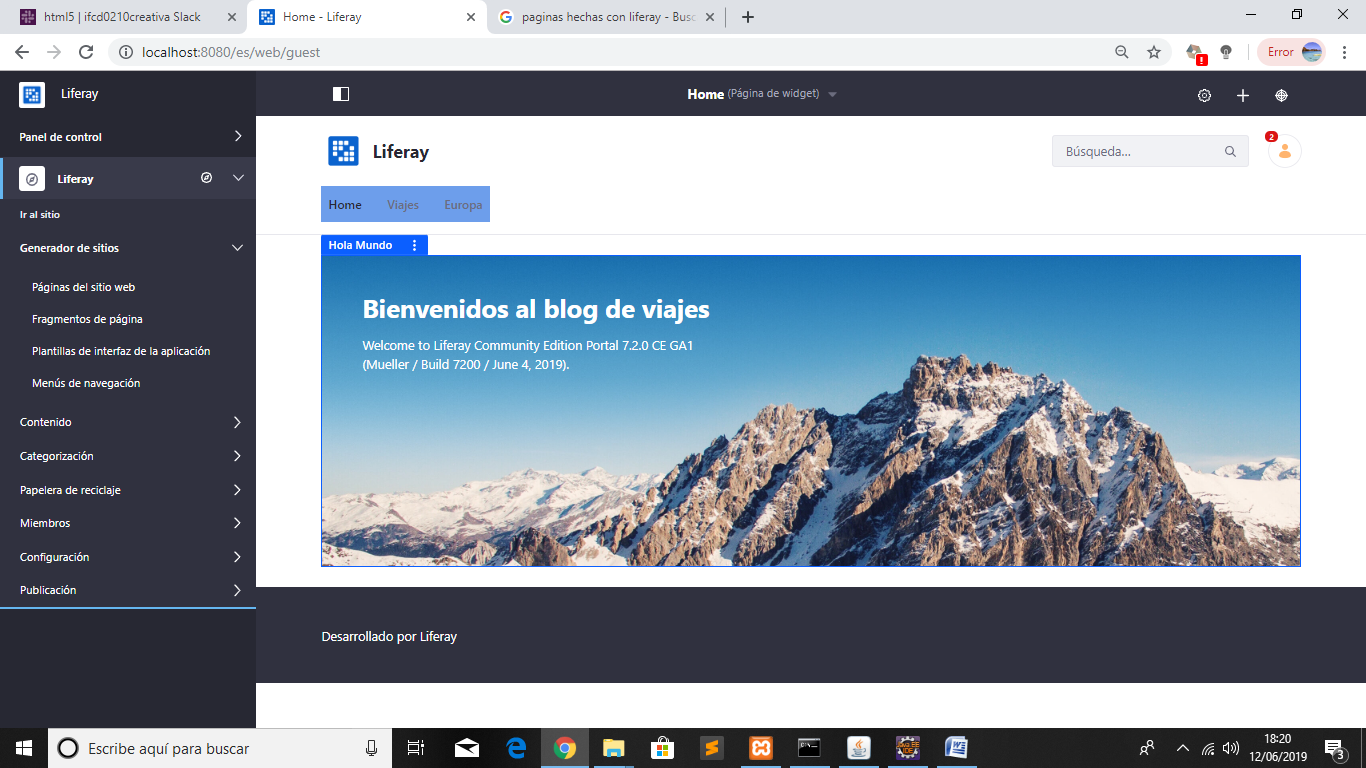 html5 | ifcd0210creativa Slack
Home - Liferay
paginas hechas con liferay - Busc
localhost:8080/es/web/guest
Error
Liferay
Home (Página de widget)
Panel de control
Liferay
Ir al sitio
Generador de sitios
Páginas del sitio web
Fragmentos de página
Plantillas de interfaz de la aplicación
Menús de navegación
Contenido
Categorización
Papelera de reciclaje
Miembros
Configuración
Publicación
Liferay
Búsqueda...
2
Home Viajes Europa
Hola Mundo
Bienvenidos al blog de viajes
Welcome to Liferay Community Edition Portal 7.2.0 CE GA1
(Mueller / Build 7200 / June 4, 2019).
Desarrollado por Liferay
Escribe aquí para buscar
18:20
12/06/2019
3